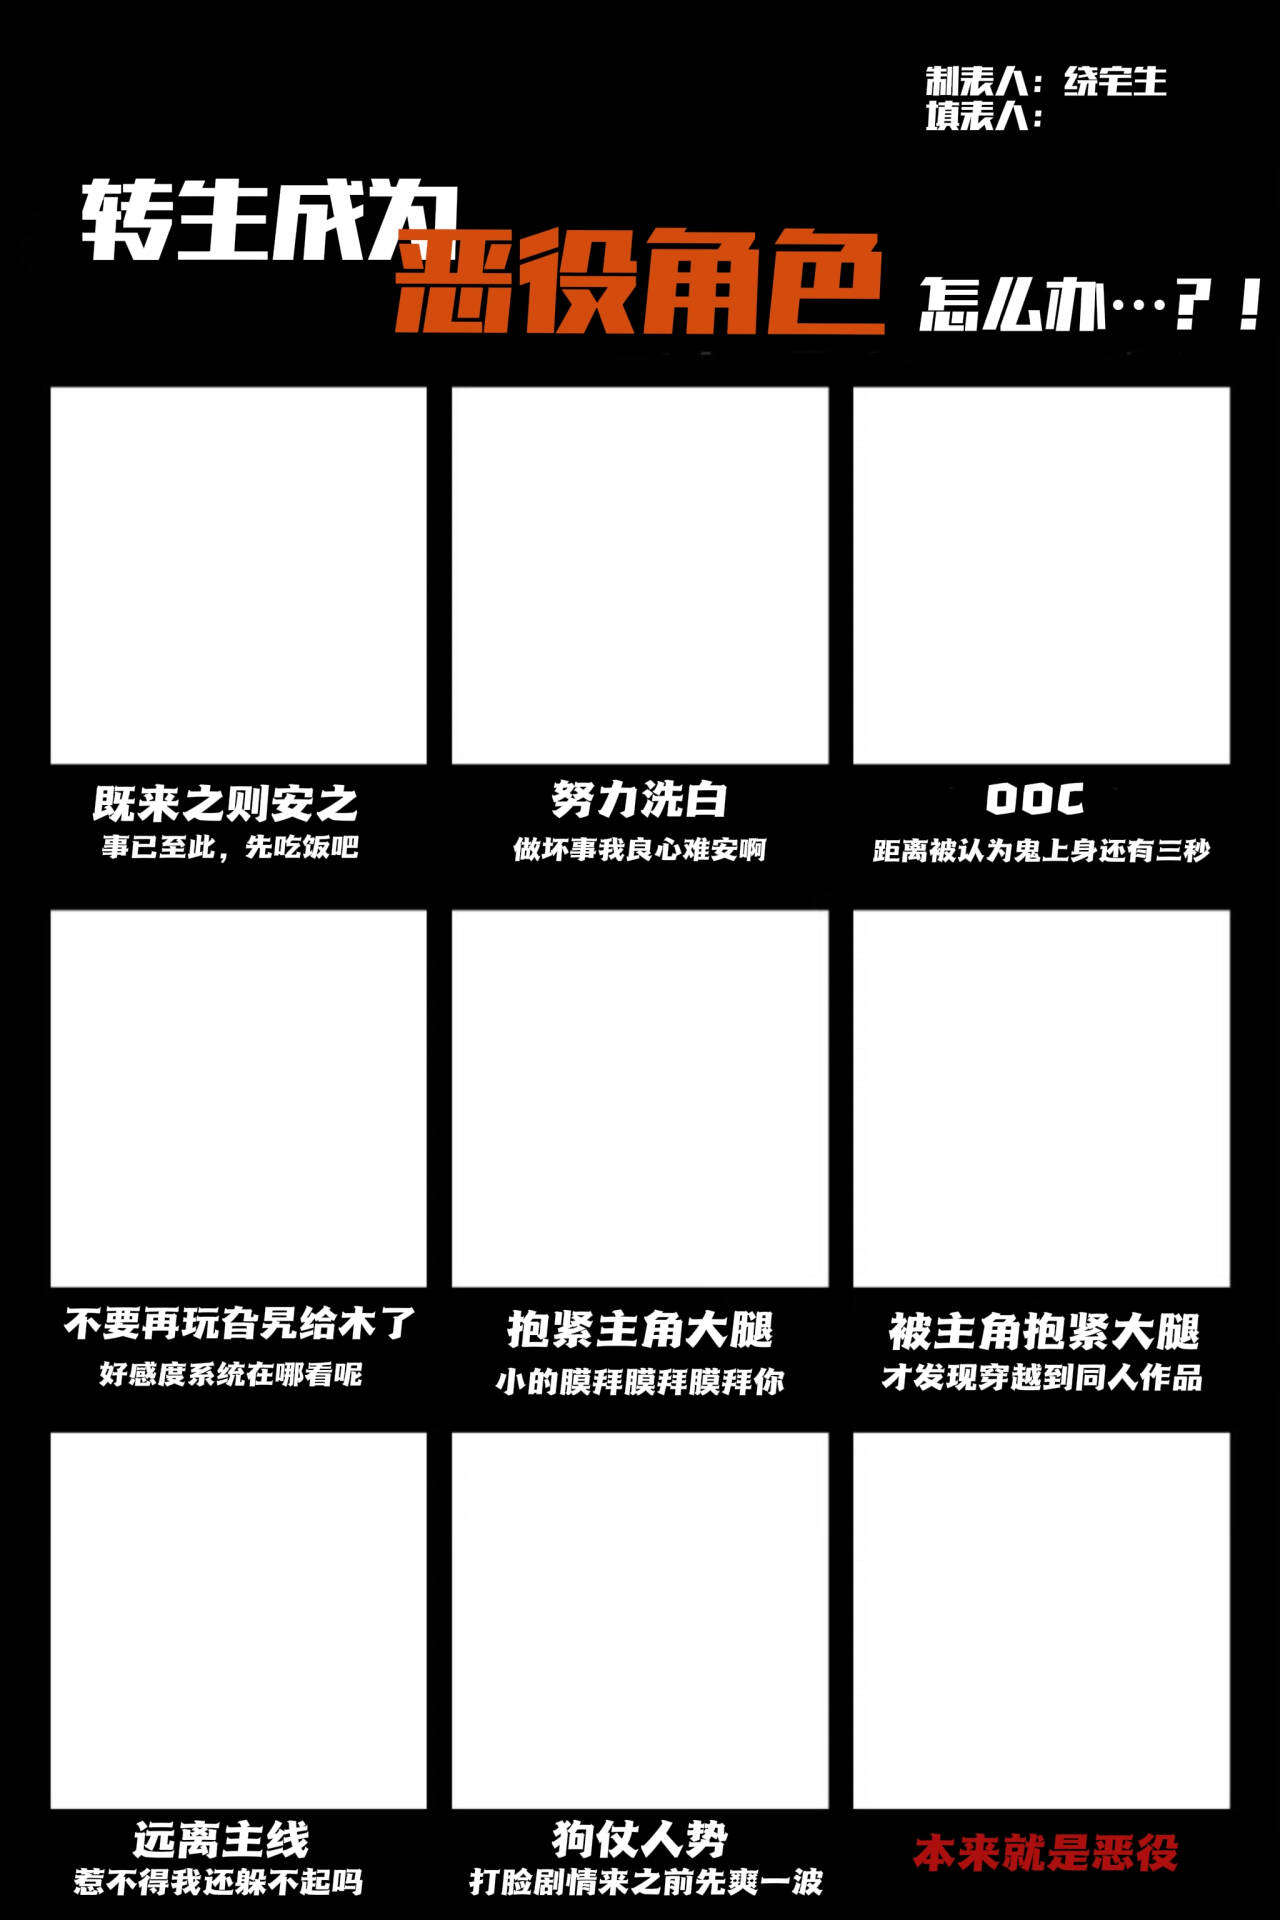 制表人：绕宅生
填表人：
转生成为
恶役角色
怎么办…？！
既来之则安之
事已至此，先吃饭吧
努力洗白
做坏事我良心难安啊
OOC
距离被认为鬼上身还有三秒
不要再玩旮旯给木了
好感度系统在哪看呢
抱紧主角大腿
小的膜拜膜拜膜拜你
被主角抱紧大腿
才发现穿越到同人作品
远离主线
惹不得我还躲不起吗
狗仗人势
打脸剧情来之前先爽一波
本来就是恶役